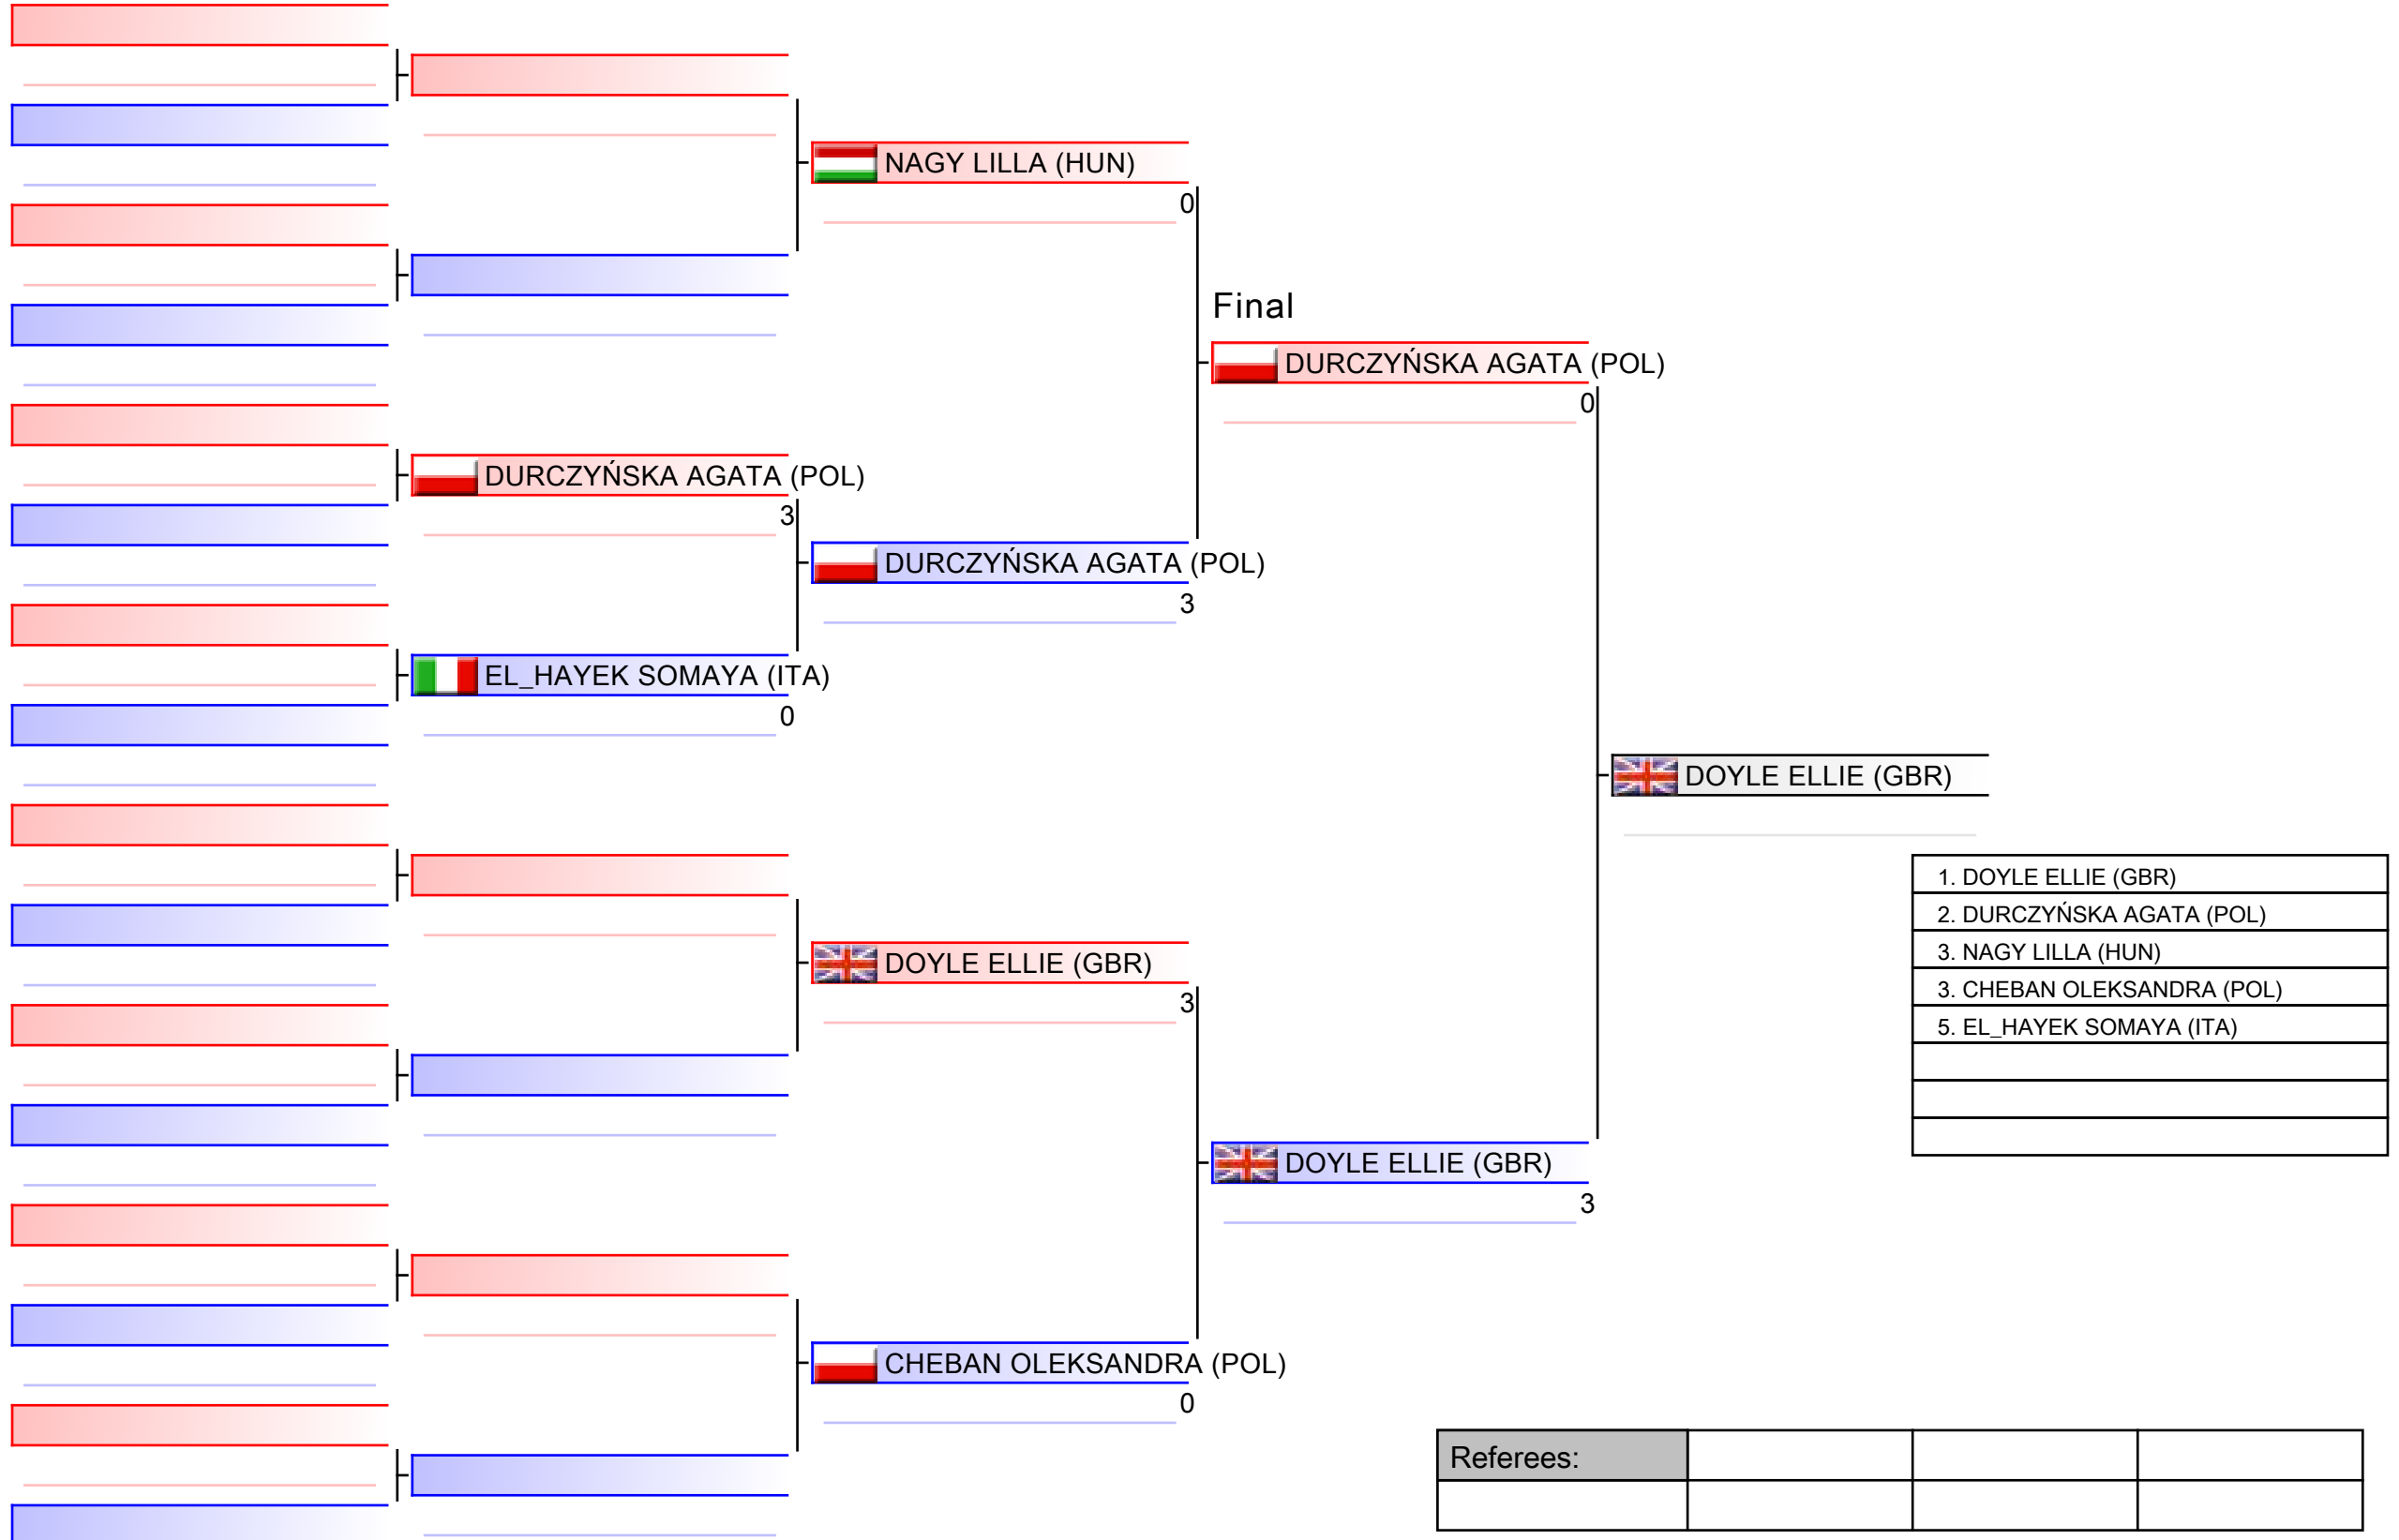 NAGY LILLA (HUN)
0
Final
DURCZYŃSKA AGATA (POL)
0
DURCZYŃSKA AGATA (POL)
3
DURCZYŃSKA AGATA (POL)
3
EL_HAYEK SOMAYA (ITA)
0
DOYLE ELLIE (GBR)
1. DOYLE ELLIE (GBR)
2. DURCZYŃSKA AGATA (POL)
3. NAGY LILLA (HUN)
3. CHEBAN OLEKSANDRA (POL)
5. EL_HAYEK SOMAYA (ITA)
DOYLE ELLIE (GBR)
3
DOYLE ELLIE (GBR)
3
CHEBAN OLEKSANDRA (POL)
0
Referees: